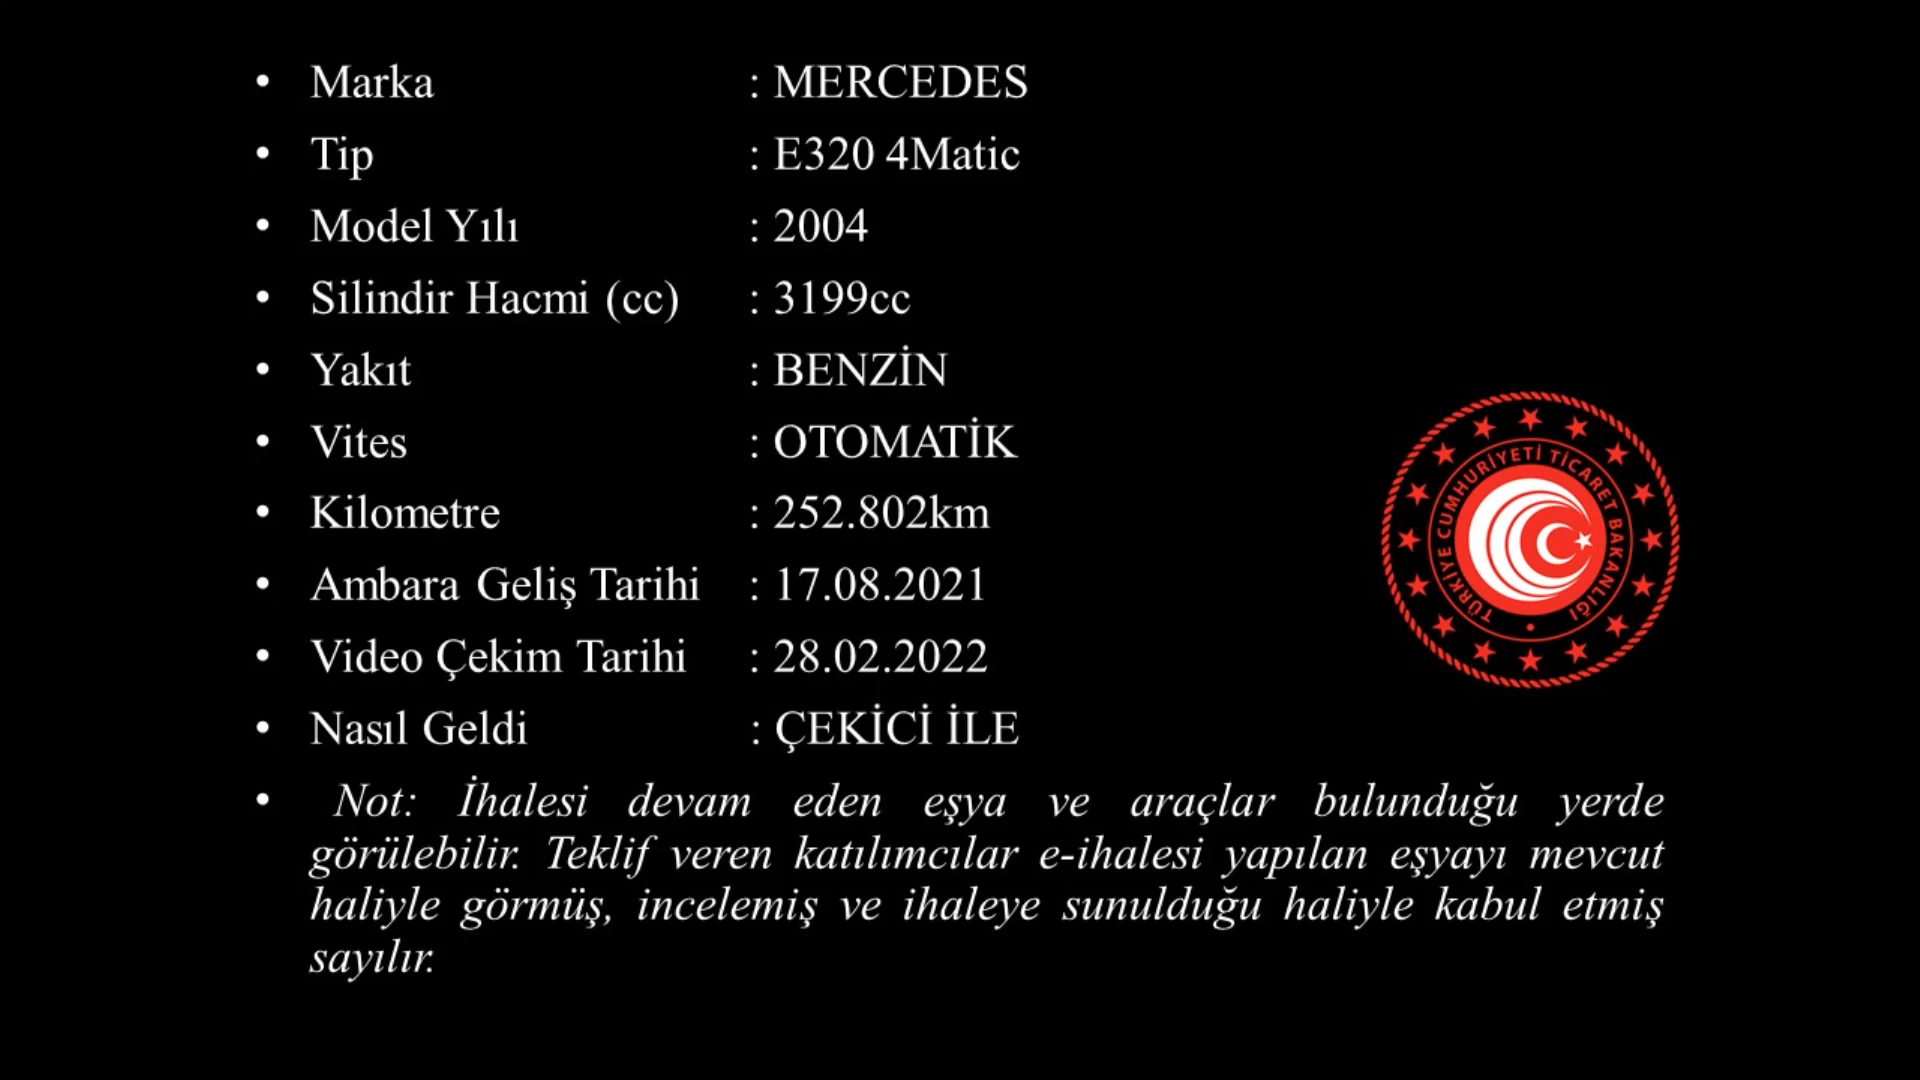 • Marka : MERCEDES
• Tip : E320 4Matic
• Model Yılı : 2004
• Silindir Hacmi (cc) : 3199cc
• Yakıt : BENZİN
• Vites : OTOMATİK
• Kilometre : 252.802km
• Ambara Geliş Tarihi : 17.08.2021
• Video Çekim Tarihi : 28.02.2022
• Nasıl Geldi : ÇEKİCİ İLE
• Not: İhalesi devam eden eşya ve araçlar bulunduğu yerde
görülebilir. Teklif veren katılımcılar e-ihalesi yapılan eşyayı mevcut
haliyle görmüş, incelemiş ve ihaleye sunulduğu haliyle kabul etmiş
sayılır.
TÜRKİYE CUMHURİYETİ TİCARET BAKANLIĞI